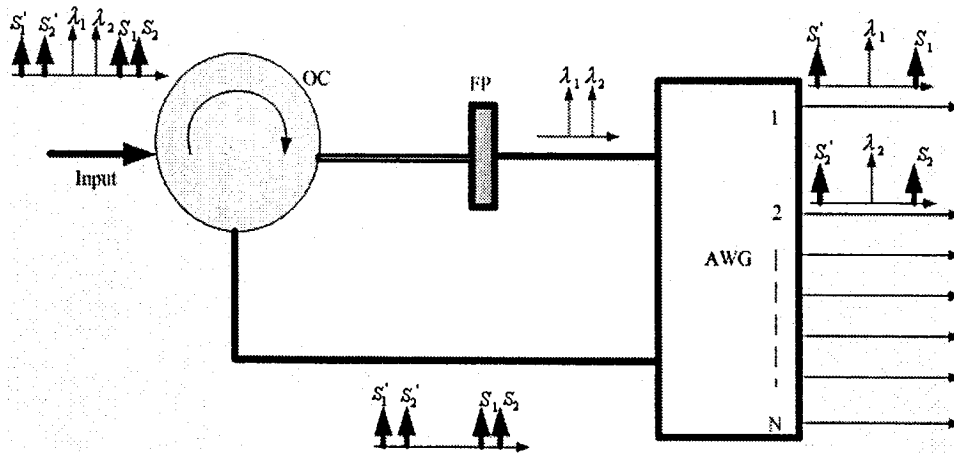 S₁' S₂' λ₁ λ₂ S₁ S₂
OC
Input
FP
λ₁ λ₂
S₁' λ₁ S₁
1
S₂' λ₂ S₂
2
AWG
N
S₁' S₂' S₁ S₂